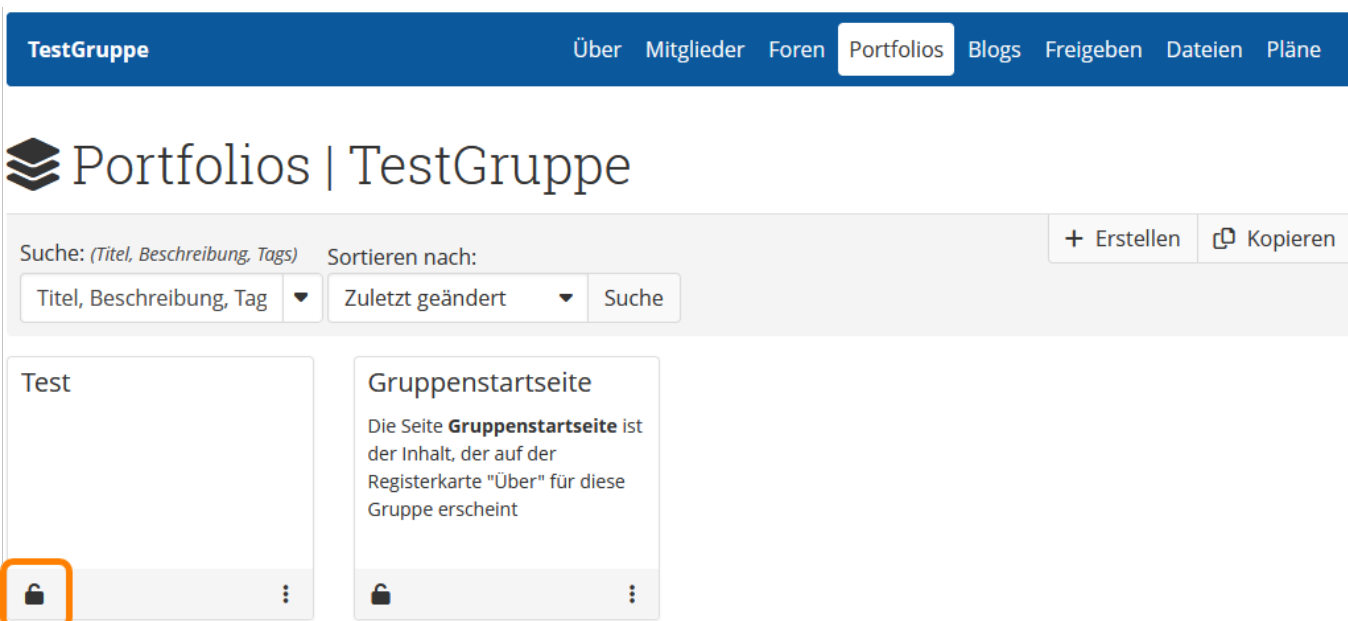 TestGruppe
Über Mitglieder Foren Portfolios Blogs Freigeben Dateien Pläne
Portfolios | TestGruppe
+ Erstellen
Kopieren
Suche: (Titel, Beschreibung, Tags)
Sortieren nach:
Titel, Beschreibung, Tag
Zuletzt geändert
Suche
Test
Gruppenstartseite
Die Seite Gruppenstartseite ist
der Inhalt, der auf der
Registerkarte "Über" für diese
Gruppe erscheint